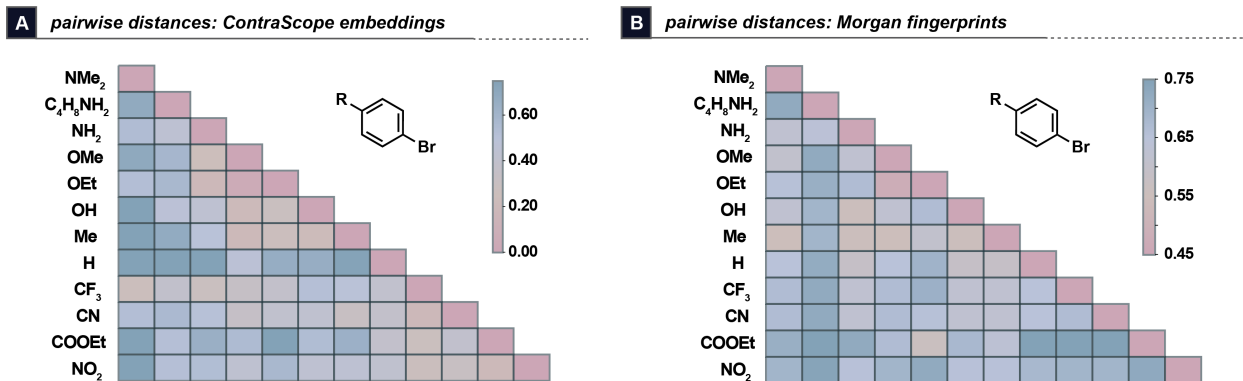 A pairwise distances: ContraScope embeddings
NMe₂
C₄H₈NH₂
NH₂
OMe
OEt
OH
Me
H
CF₃
CN
COOEt
NO₂
R
Br
0.60
0.40
0.20
0.00
B pairwise distances: Morgan fingerprints
NMe₂
C₄H₈NH₂
NH₂
OMe
OEt
OH
Me
H
CF₃
CN
COOEt
NO₂
R
Br
0.75
0.65
0.55
0.45